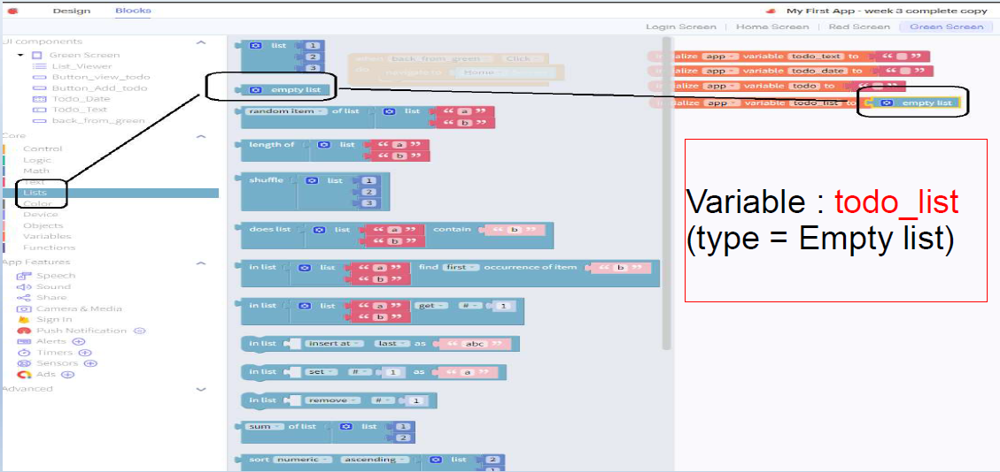 Design Blocks My First App - week 3 complete copy
Login Screen Home Screen Red Screen Green Screen
UI components
Green Screen
List_Viewer
Button_view_todo
Button_Add_todo
Todo_Date
Todo_Text
back_from_green
Core
Control
Logic
Math
Text
Lists
Color
Device
Objects
Variables
Functions
App Features
Speech
Sound
Share
Camera & Media
Sign In
Push Notification
Alerts
Timers
Sensors
Ads
Advanced
list 1
2
3
empty list
random item of list list “ a ”
“ b ”
length of list “ a ”
“ b ”
shuffle list 1
2
3
does list list “ a ” contain “ b ”
“ b ”
in list list “ a ” find first occurrence of item “ b ”
“ b ”
in list list “ a ” get # 1
“ b ”
in list insert at last as “ abc ”
in list set # 1 as “ a ”
in list remove # 1
sum of list list 1
2
sort numeric ascending list 2
when back_from_green Click
do navigate to Home
initialize app variable todo_text to “ ”
initialize app variable todo_date to “ ”
initialize app variable todo to “ ”
initialize app variable todo_list to empty list
Variable : todo_list
(type = Empty list)